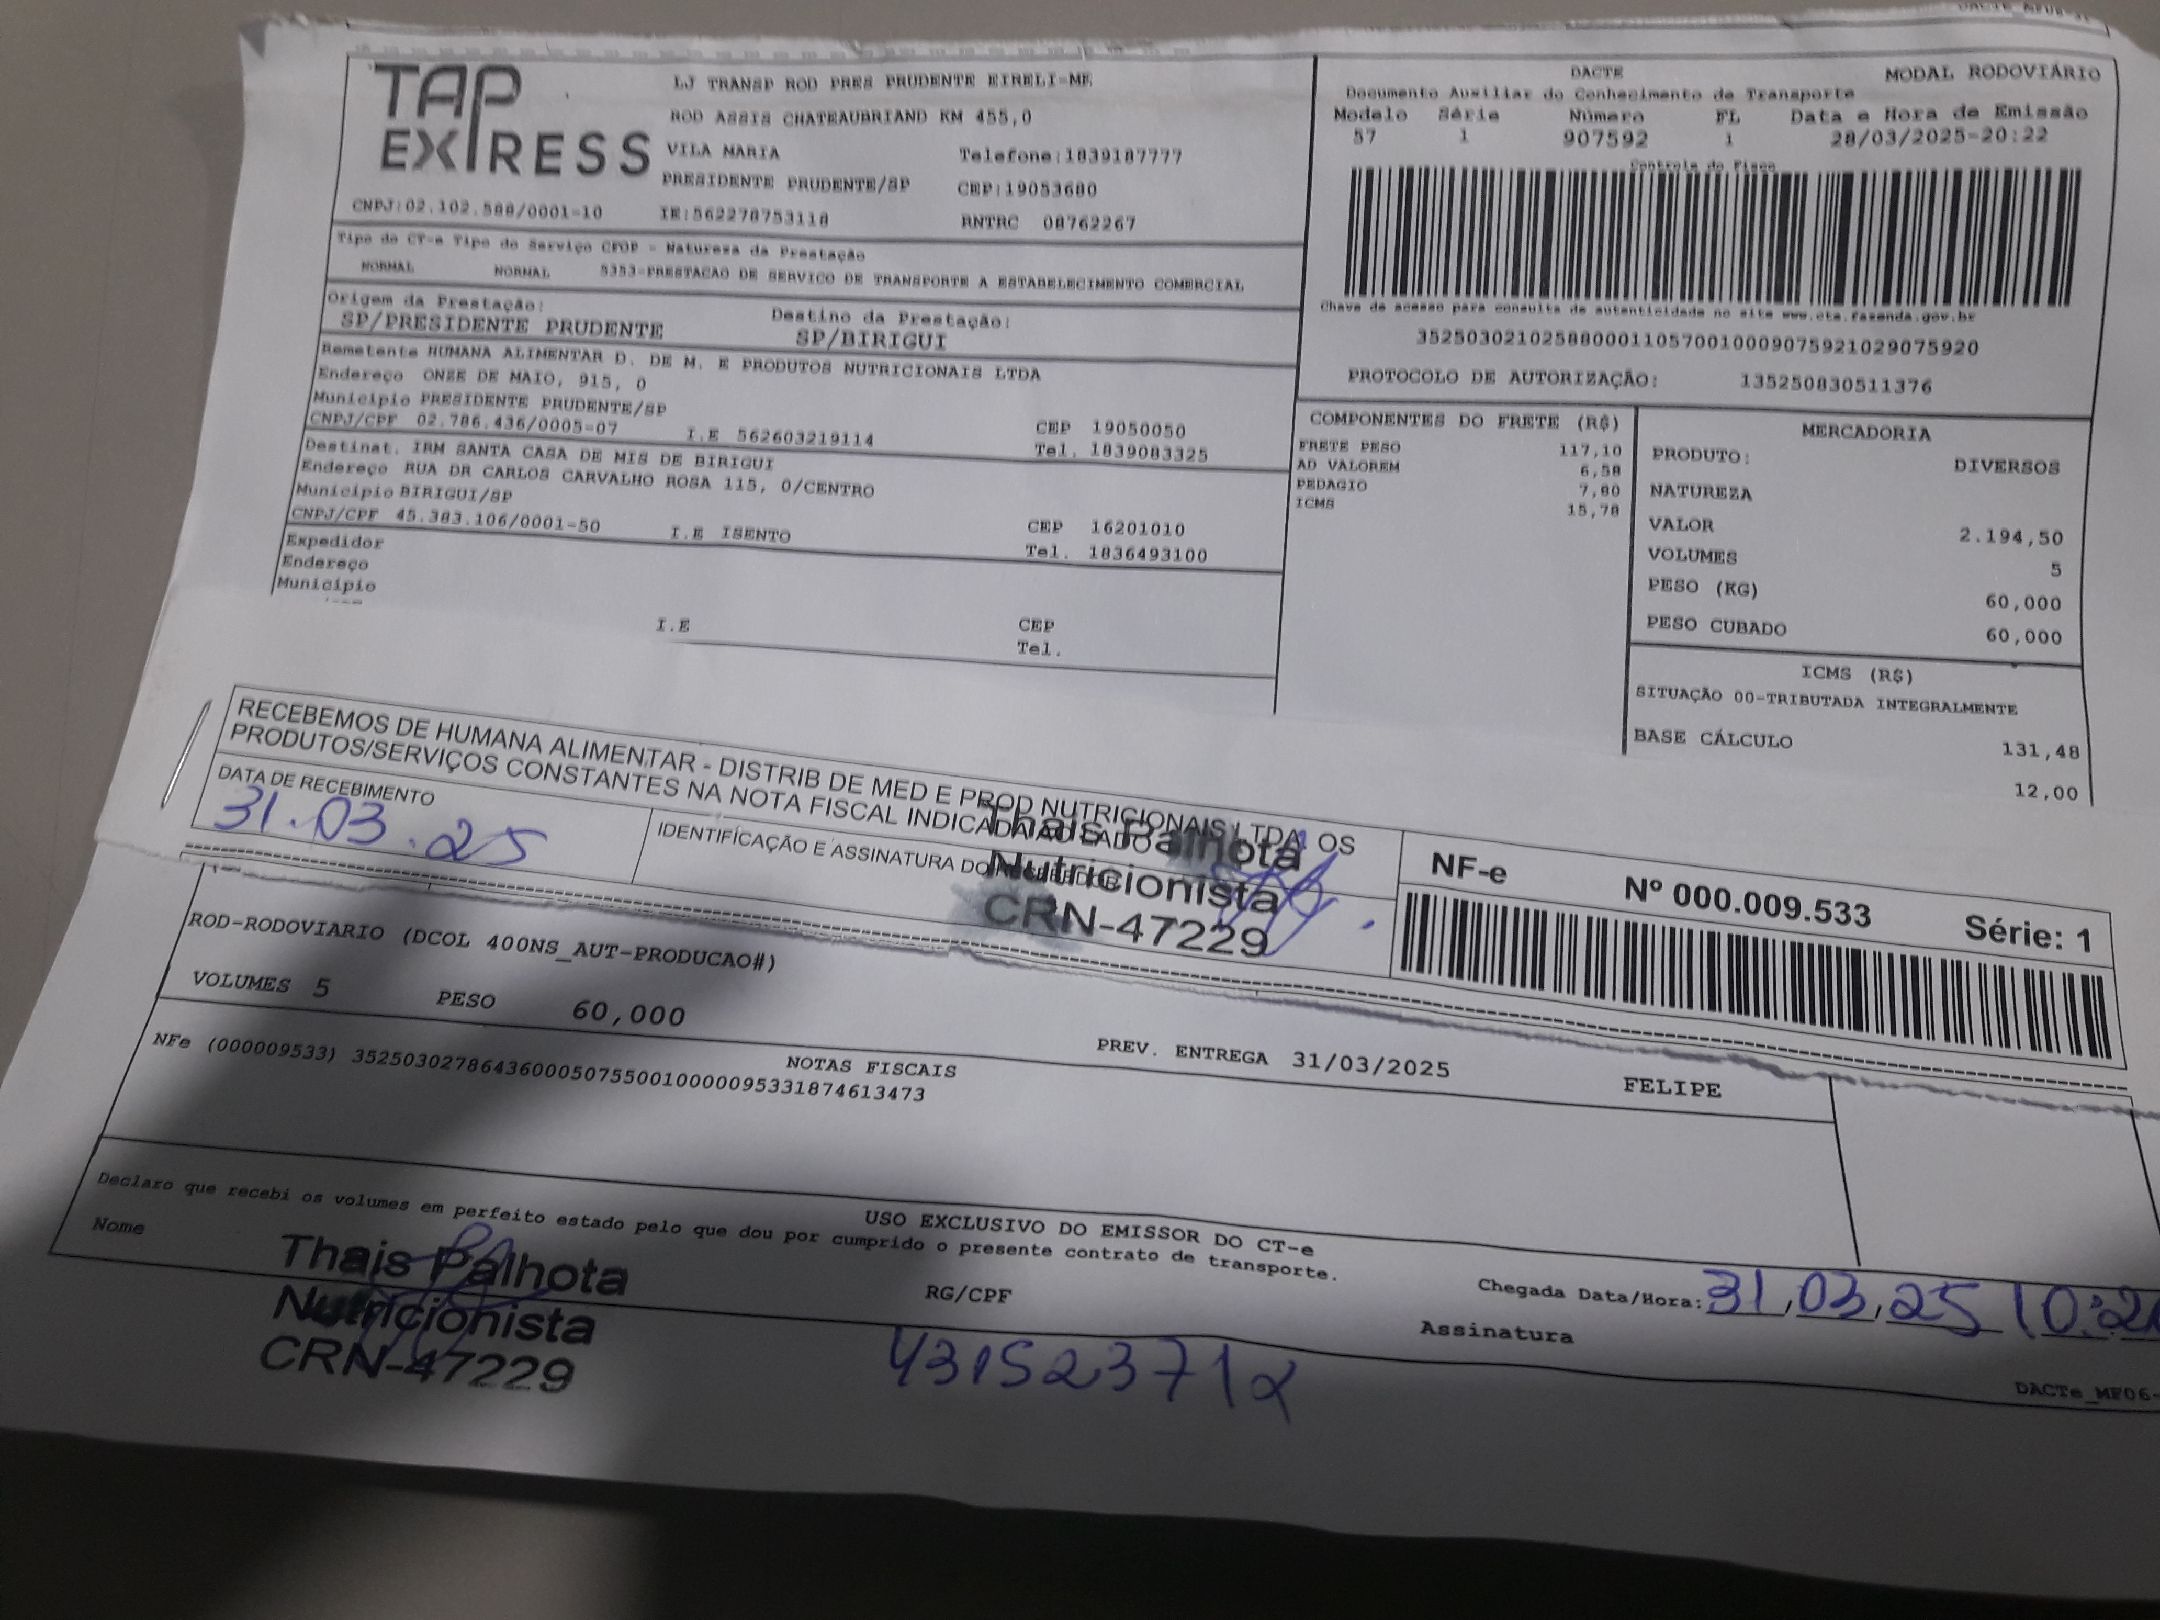 TAP
EXPRESS
LJ TRANSP ROD PRES PRUDENTE EIRELI-ME
ROD ASSIS CHATEAUBRIAND KM 455,0
VILA MARIA Telefone:1839187777
PRESIDENTE PRUDENTE/SP CEP:19053680
CNPJ:02.102.588/0001-10 IE:562278753118 RNTRC 08762267
DACTE MODAL RODOVIÁRIO
Documento Auxiliar do Conhecimento de Transporte
Modelo Série Número FL Data e Hora de Emissão
57 1 907592 1 28/03/2025-20:22
Controle do Fisco
Chave de acesso para consulta de autenticidade no site www.cte.fazenda.gov.br
35250302102588000110570010009075921029075920
PROTOCOLO DE AUTORIZAÇÃO: 135250830511376
Tipo do CT-e Tipo do Serviço CFOP - Natureza da Prestação
NORMAL NORMAL 5353-PRESTACAO DE SERVICO DE TRANSPORTE A ESTABELECIMENTO COMERCIAL
Origem da Prestação: Destino da Prestação:
SP/PRESIDENTE PRUDENTE SP/BIRIGUI
Remetente HUMANA ALIMENTAR D. DE M. E PRODUTOS NUTRICIONAIS LTDA
Endereço ONZE DE MAIO, 915, 0
Município PRESIDENTE PRUDENTE/SP CEP 19050050
CNPJ/CPF 02.786.436/0005-07 I.E 562603219114 Tel. 1839083325
Destinat. IRM SANTA CASA DE MIS DE BIRIGUI
Endereço RUA DR CARLOS CARVALHO ROSA 115, 0/CENTRO
Município BIRIGUI/SP CEP 16201010
CNPJ/CPF 45.383.106/0001-50 I.E ISENTO Tel. 1836493100
Expedidor
Endereço
Município
I.E CEP
Tel.
COMPONENTES DO FRETE (R$)
FRETE PESO 117,10
AD VALOREM 6,58
PEDAGIO 7,80
ICMS 15,78
MERCADORIA
PRODUTO: DIVERSOS
NATUREZA
VALOR 2.194,50
VOLUMES 5
PESO (KG) 60,000
PESO CUBADO 60,000
ICMS (R$)
SITUAÇÃO 00-TRIBUTADA INTEGRALMENTE
BASE CÁLCULO 131,48
12,00
RECEBEMOS DE HUMANA ALIMENTAR - DISTRIB DE MED E PROD NUTRICIONAIS LTDA OS
PRODUTOS/SERVIÇOS CONSTANTES NA NOTA FISCAL INDICADA AO LADO
DATA DE RECEBIMENTO IDENTIFICAÇÃO E ASSINATURA DO
31.03.25
Thais Palhota
Nutricionista
CRN-47229
NF-e Nº 000.009.533 Série: 1
ROD-RODOVIARIO (DCOL 400NS_AUT-PRODUCAO#)
VOLUMES 5 PESO 60,000 PREV. ENTREGA 31/03/2025 FELIPE
NOTAS FISCAIS
NFe (000009533) 35250302786436000507550010000095331874613473
USO EXCLUSIVO DO EMISSOR DO CT-e
Declaro que recebi os volumes em perfeito estado pelo que dou por cumprido o presente contrato de transporte.
Nome RG/CPF Chegada Data/Hora: 31,03,25
Assinatura
Thais Palhota
Nutricionista
CRN-47229
431523712